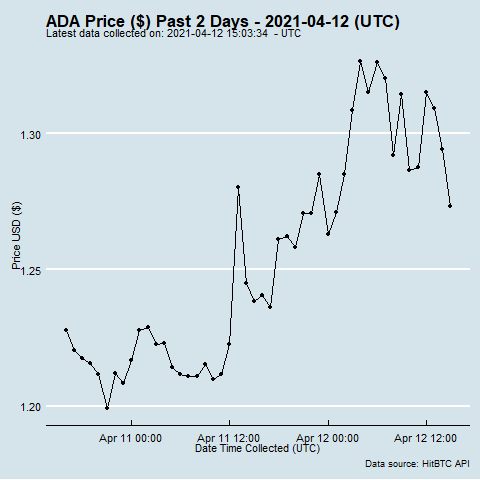 ADA Price ($) Past 2 Days - 2021-04-12 (UTC)
Latest data collected on: 2021-04-12 15:03:34 - UTC
1.30
1.25
1.20
Price USD ($)
Apr 11 00:00
Apr 11 12:00
Apr 12 00:00
Apr 12 12:00
Date Time Collected (UTC)
Data source: HitBTC API